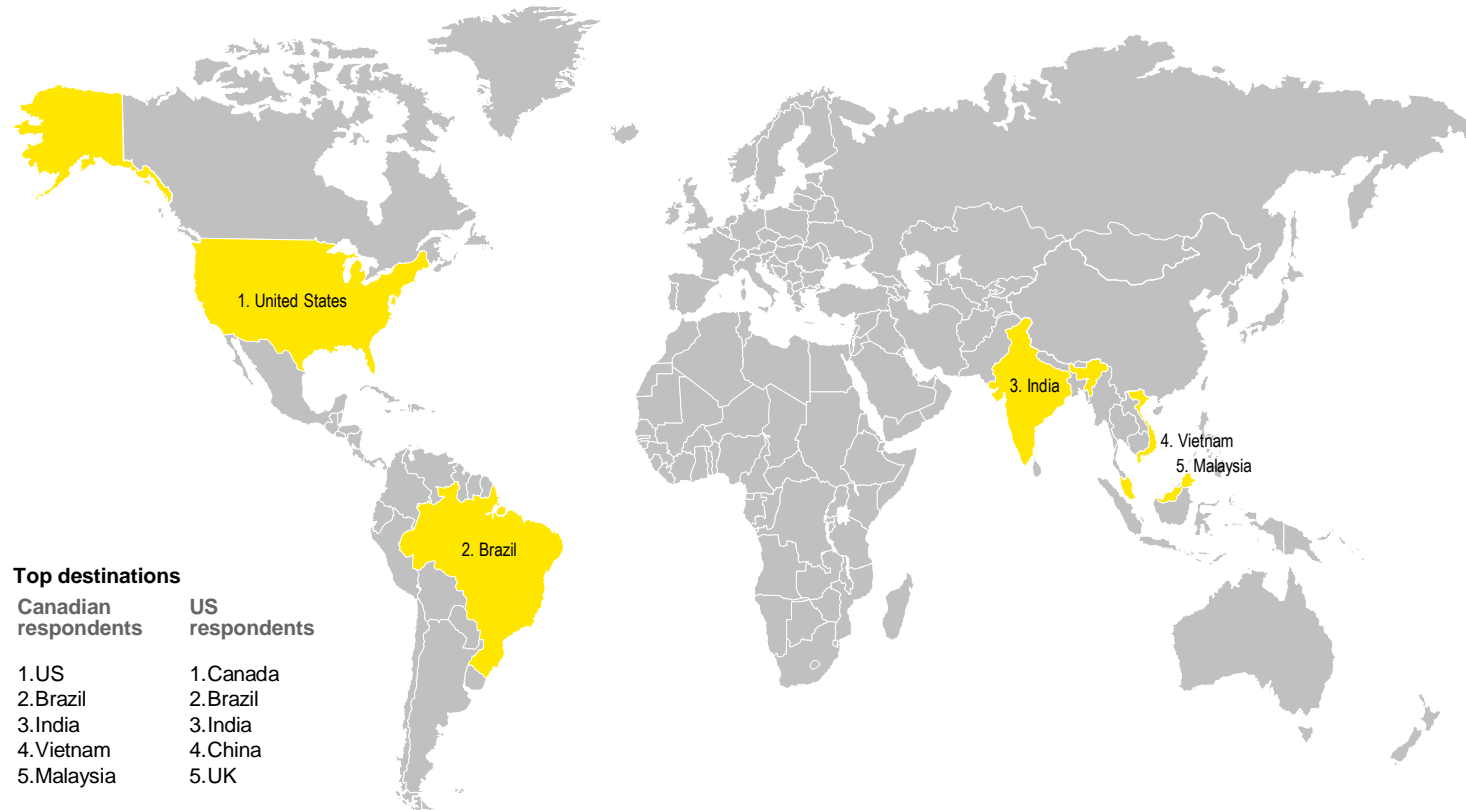 1. United States
3. India
4. Vietnam
5. Malaysia
2. Brazil
Top destinations
Canadian
respondents
1.US
2.Brazil
3.India
4.Vietnam
5.Malaysia
US
respondents
1.Canada
2.Brazil
3.India
4.China
5.UK